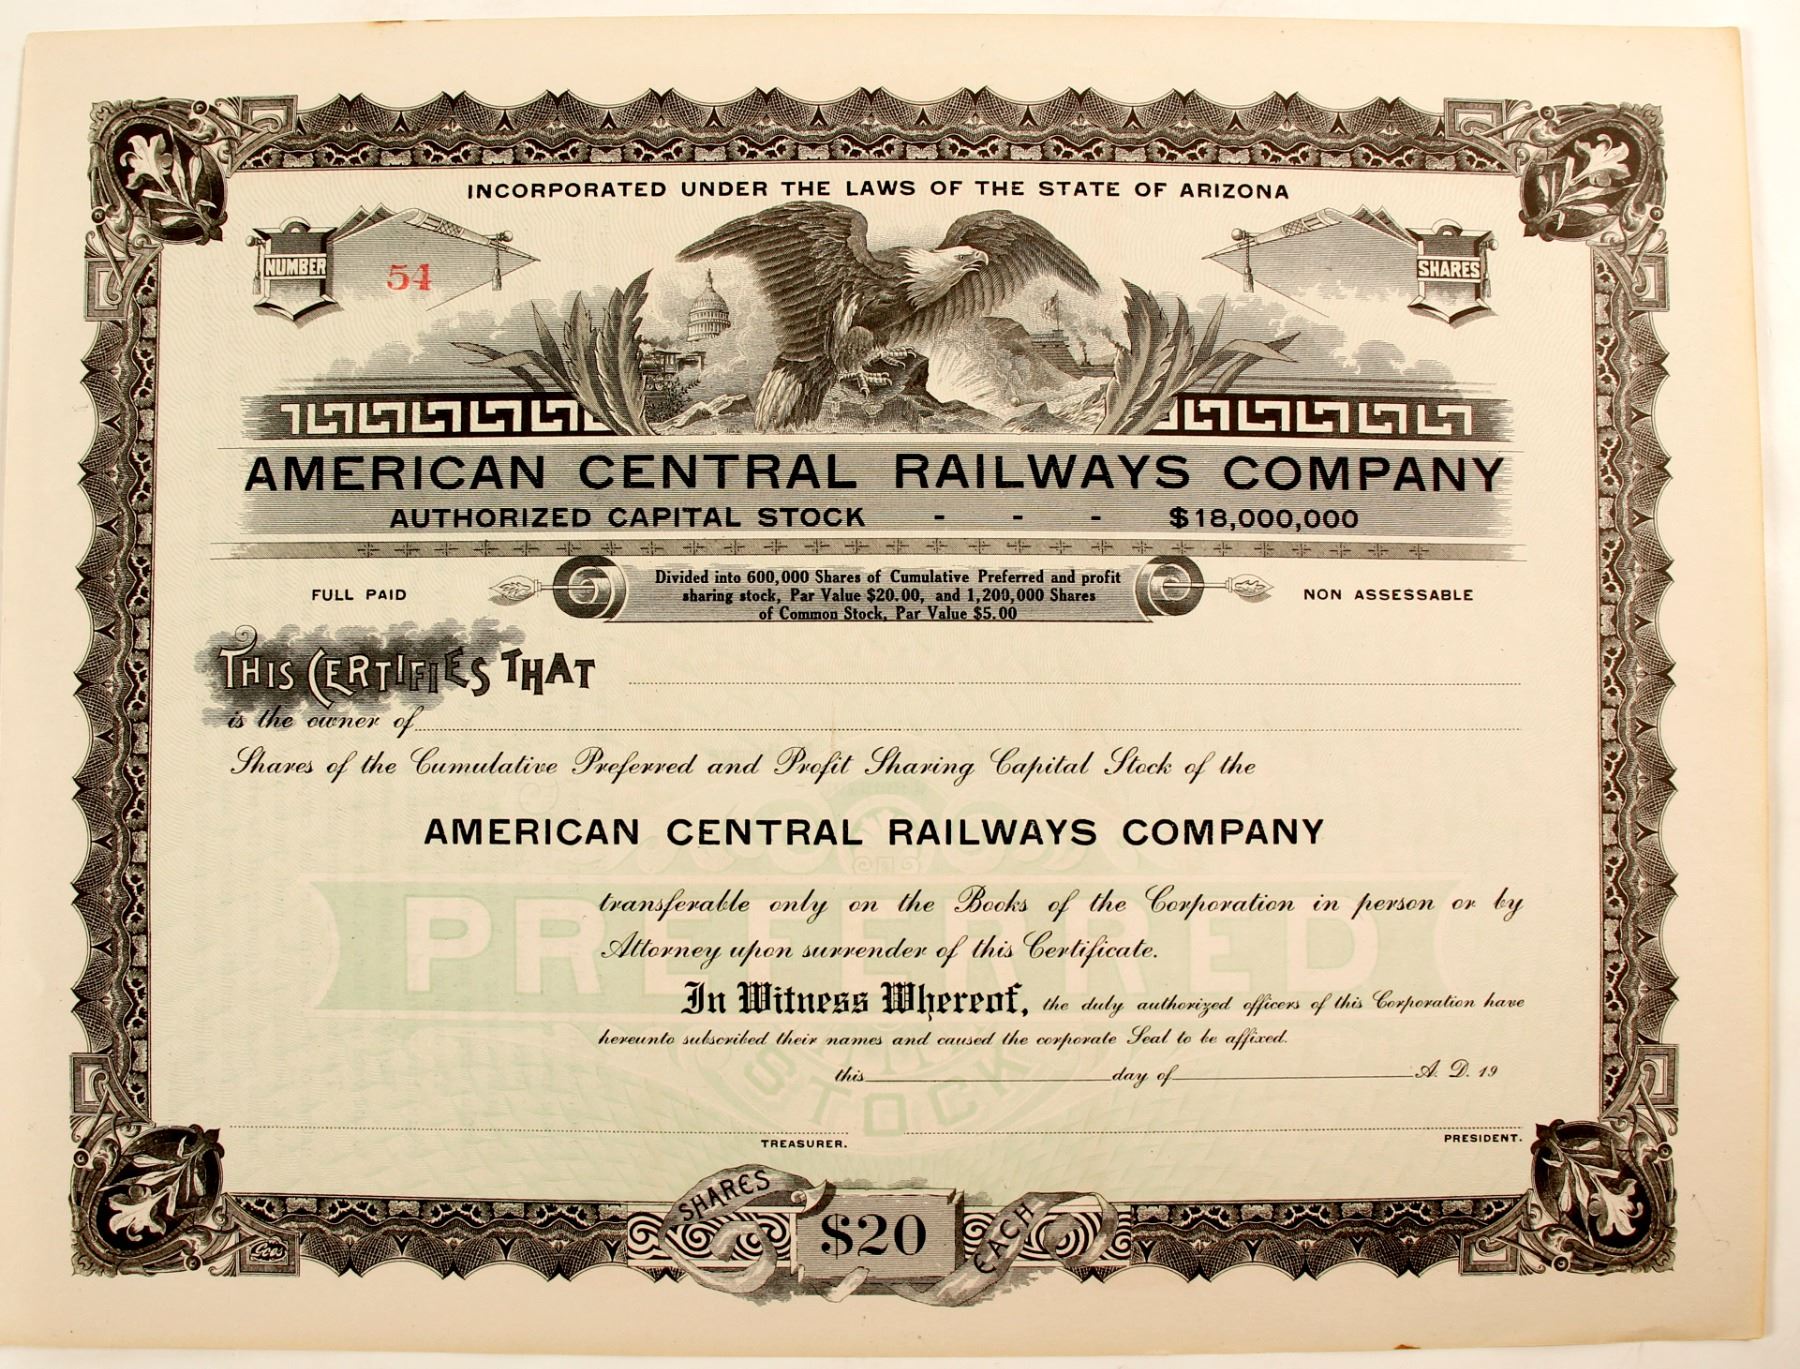 INCORPORATED UNDER THE LAWS OF THE STATE OF ARIZONA
NUMBER 54 SHARES
AMERICAN CENTRAL RAILWAYS COMPANY
AUTHORIZED CAPITAL STOCK - - - $18,000,000
FULL PAID
Divided into 600,000 Shares of Cumulative Preferred and profit
sharing stock, Par Value $20.00, and 1,200,000 Shares
of Common Stock, Par Value $5.00
NON ASSESSABLE
THIS CERTIFIES THAT
is the owner of
Shares of the Cumulative Preferred and Profit Sharing Capital Stock of the
AMERICAN CENTRAL RAILWAYS COMPANY
transferable only on the Books of the Corporation in person or by
Attorney upon surrender of this Certificate.
PREFERRED
In Witness Whereof, the duly authorized officers of this Corporation have
hereunto subscribed their names and caused the corporate Seal to be affixed.
STOCK
this day of A. D. 19
TREASURER.
PRESIDENT.
SHARES $20 EACH
Goes